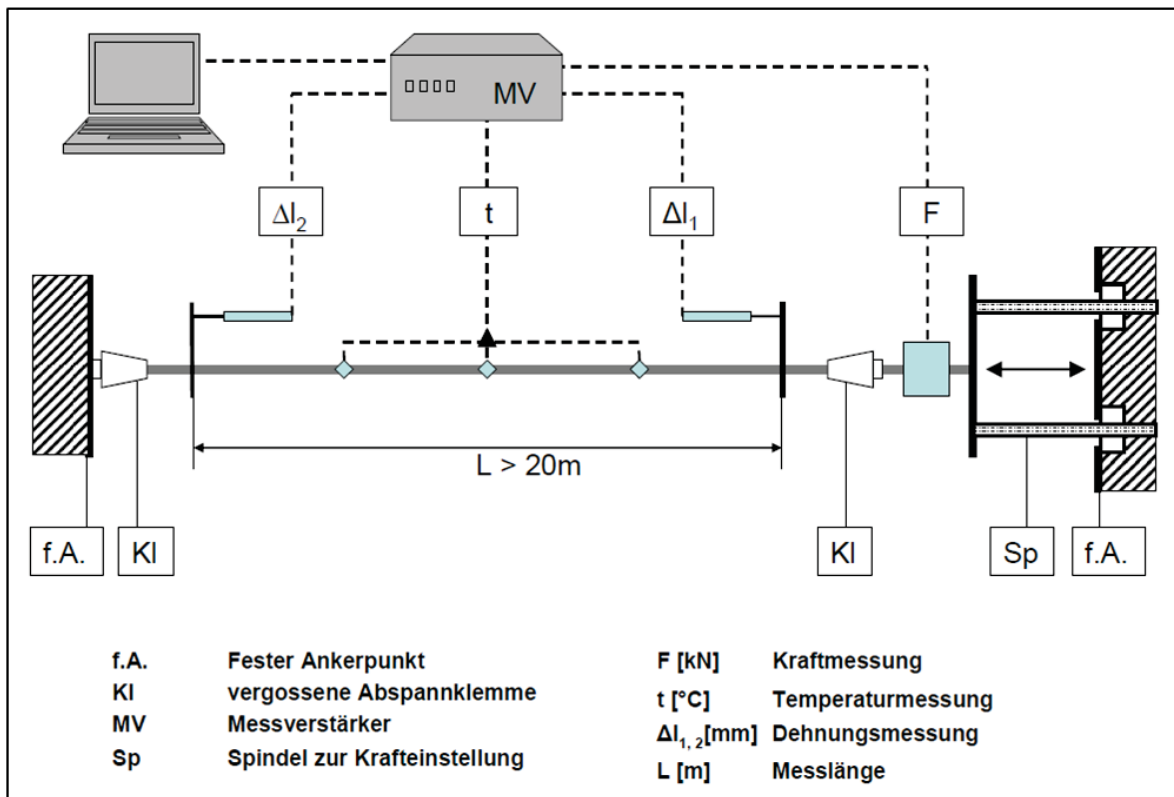 MV
Δl2
t
Δl1
F
L > 20m
f.A.
Kl
Kl
Sp
f.A.
f.A. Fester Ankerpunkt
Kl vergossene Abspannklemme
MV Messverstärker
Sp Spindel zur Krafteinstellung
F [kN] Kraftmessung
t [°C] Temperaturmessung
Δl1, 2[mm] Dehnungsmessung
L [m] Messlänge